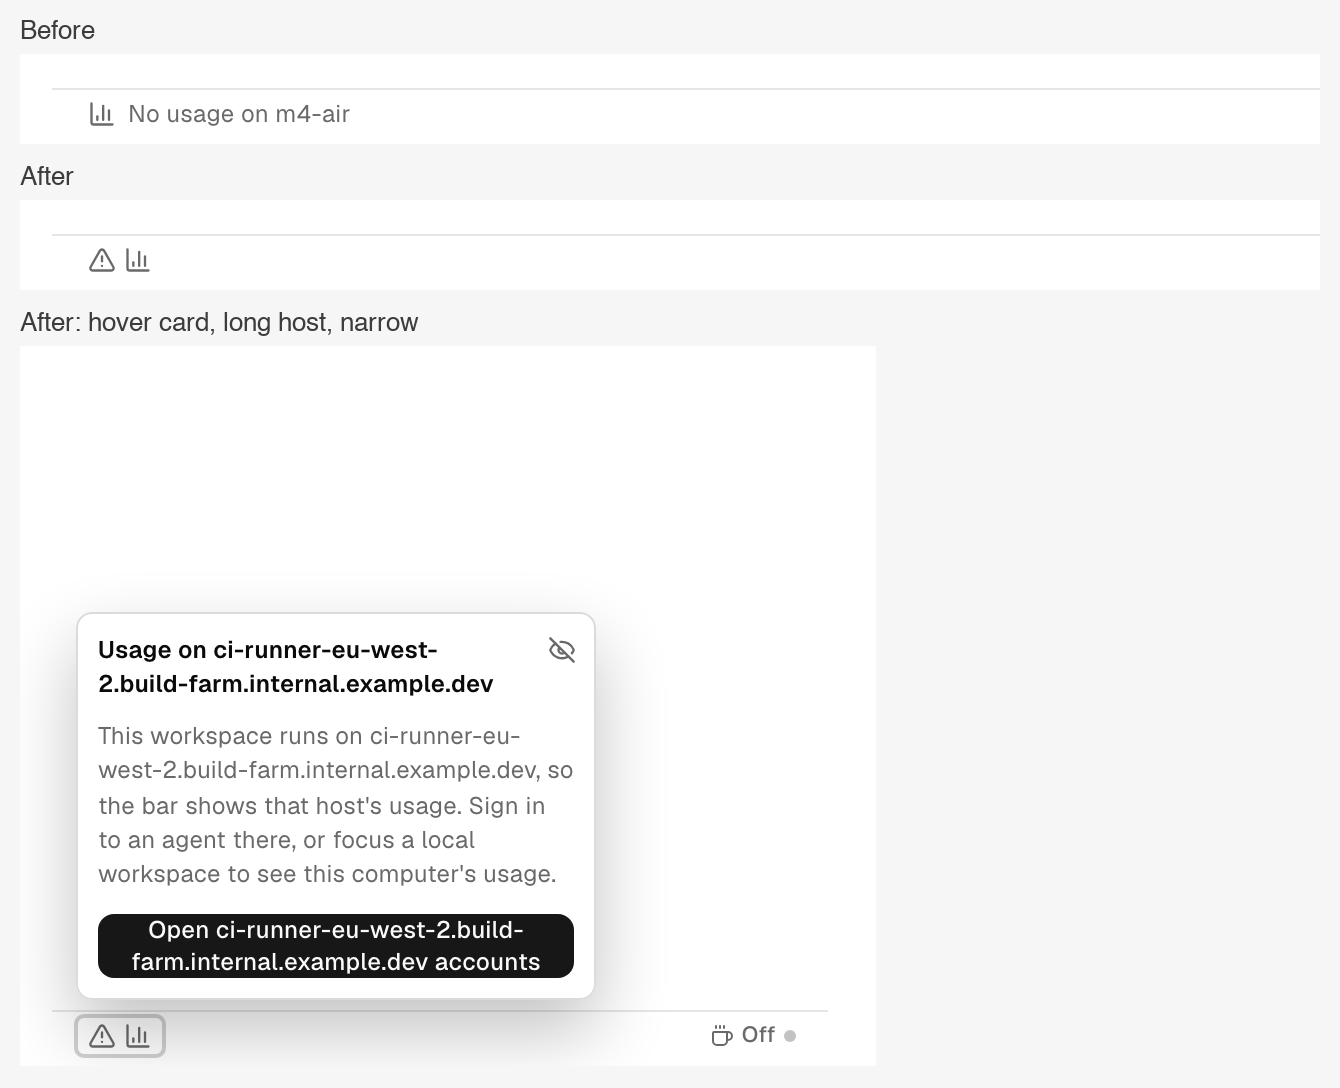 Before
No usage on m4-air
After
After: hover card, long host, narrow
Usage on ci-runner-eu-west-
2.build-farm.internal.example.dev
This workspace runs on ci-runner-eu-
west-2.build-farm.internal.example.dev, so
the bar shows that host's usage. Sign in
to an agent there, or focus a local
workspace to see this computer's usage.
Open ci-runner-eu-west-2.build-
farm.internal.example.dev accounts
Off